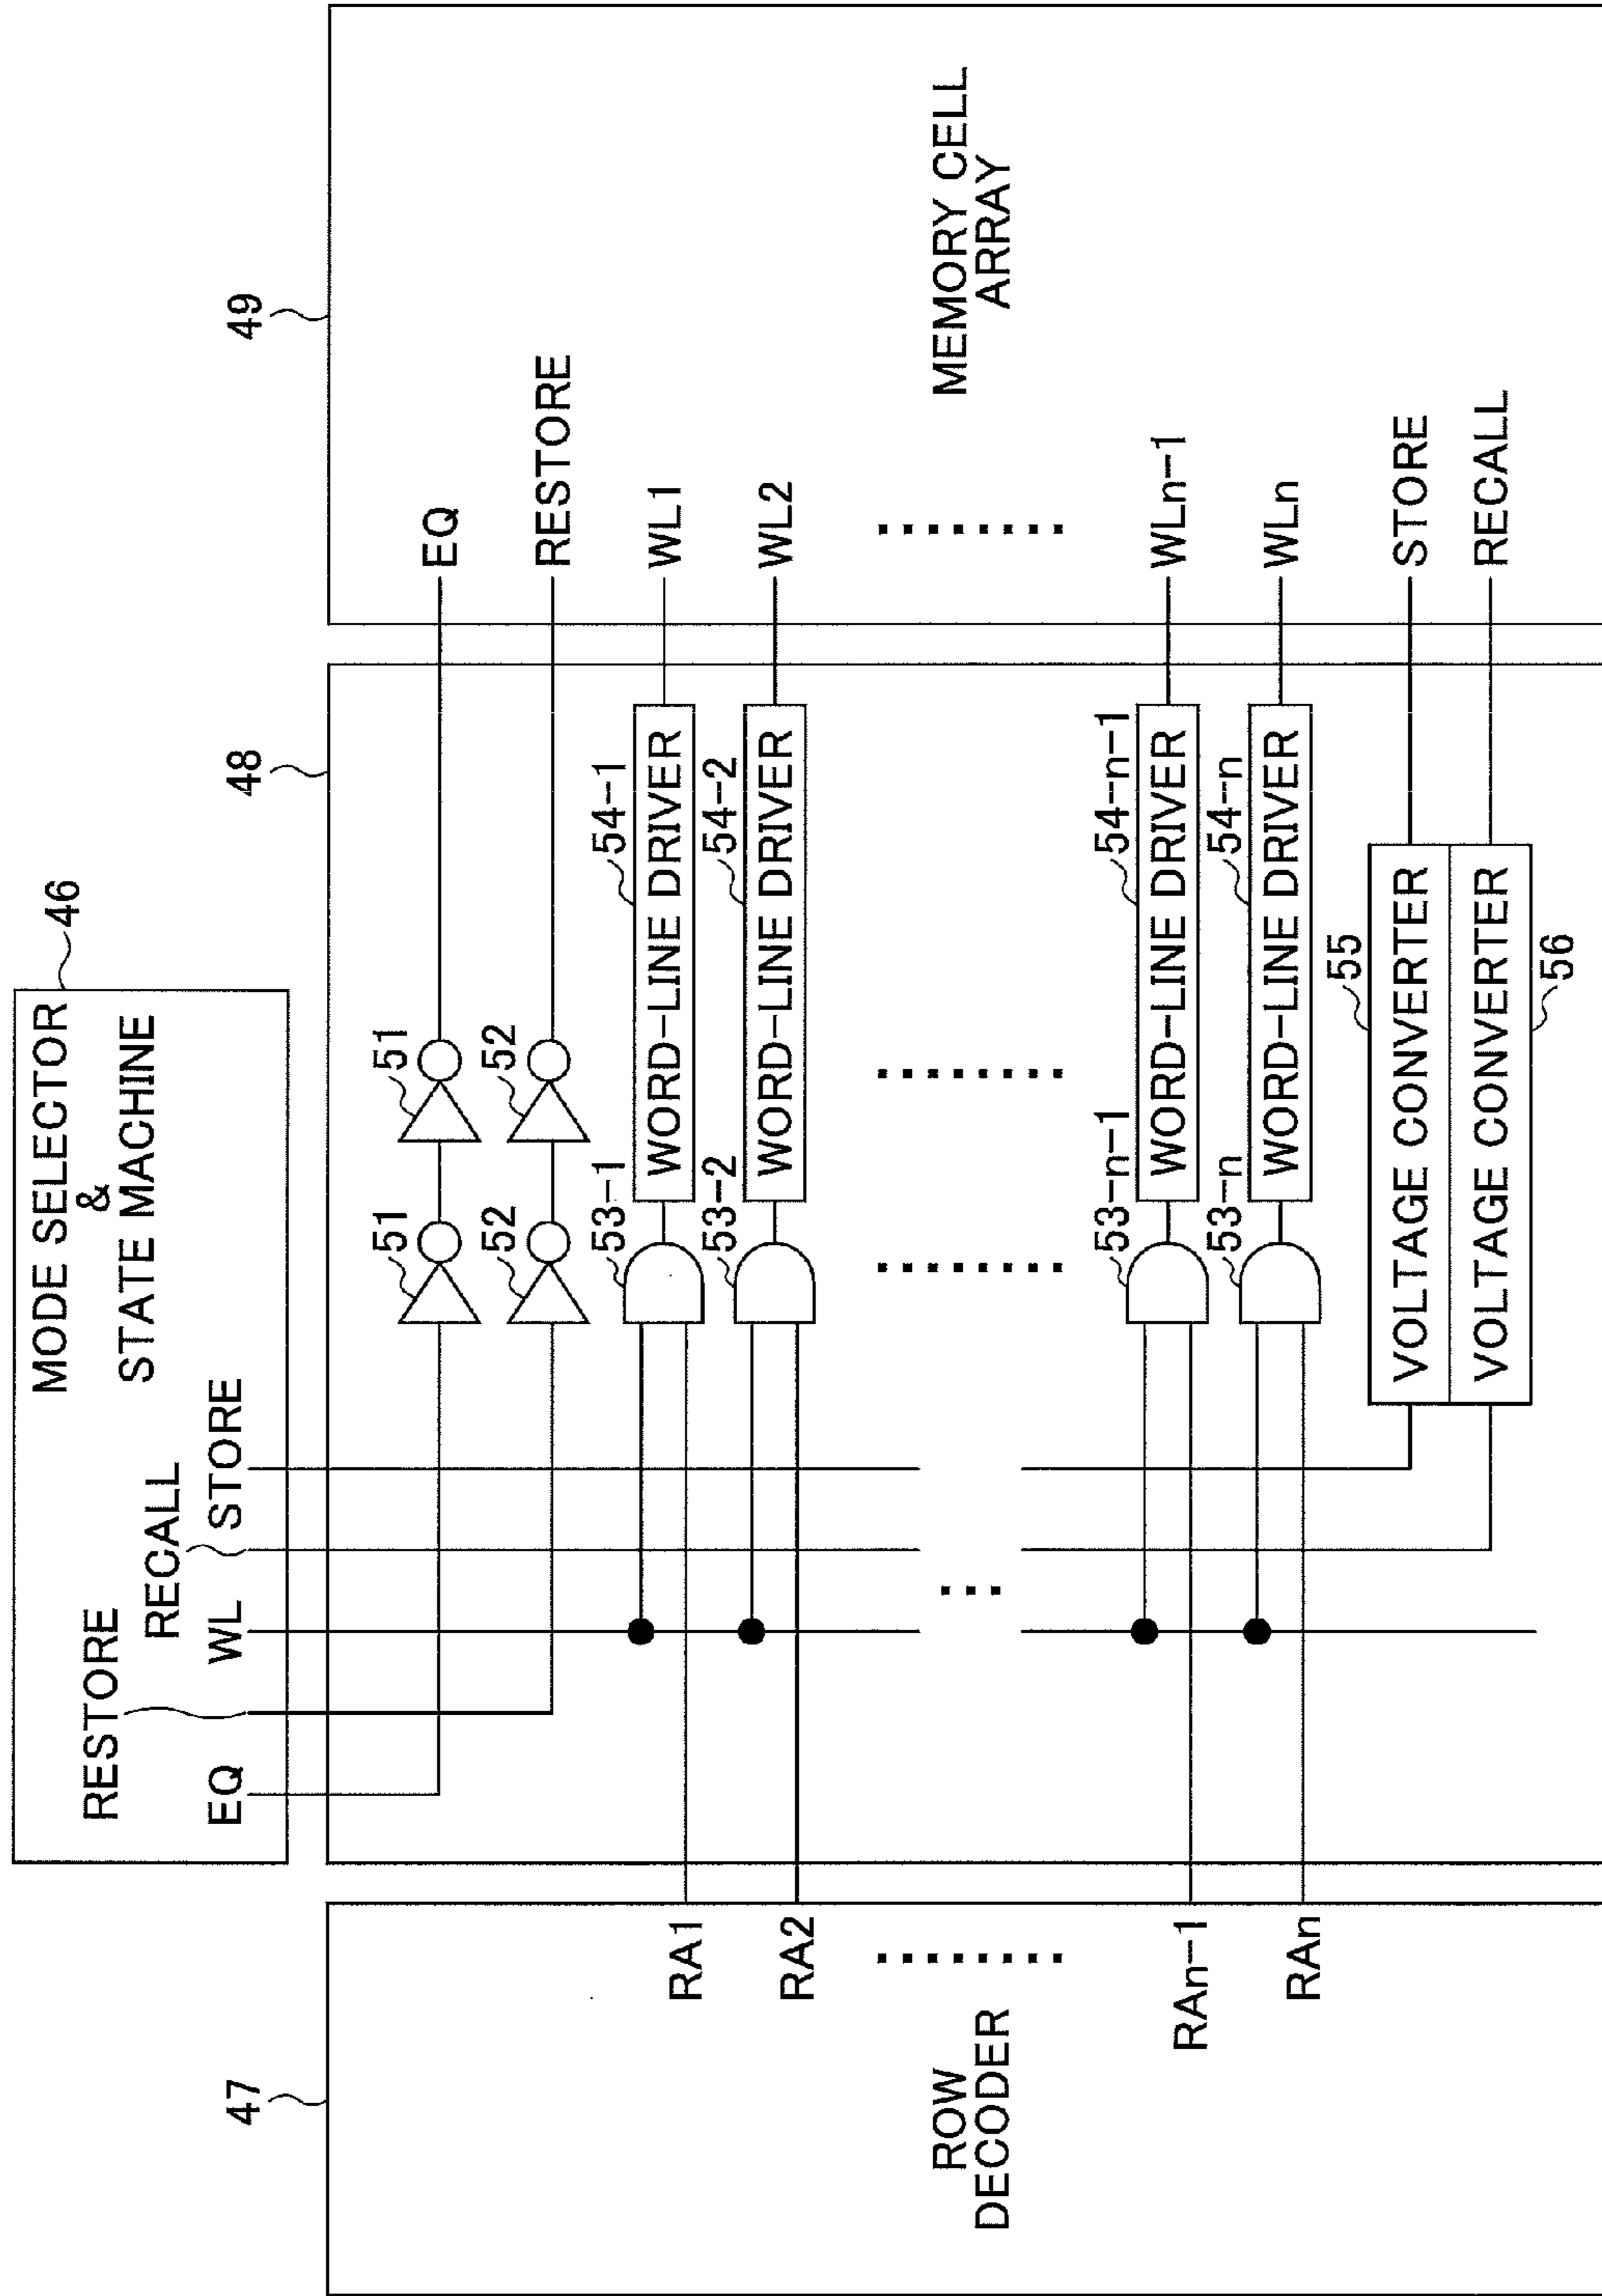 46
MODE SELECTOR
&
STATE MACHINE
RESTORE
RECALL
EQ
WL
STORE
47
48
49
51
51
EQ
52
52
RESTORE
RA1
53-1
WORD-LINE DRIVER
54-1
WL1
RA2
53-2
WORD-LINE DRIVER
54-2
WL2
ROW
DECODER
MEMORY CELL
ARRAY
RAn-1
53-n-1
WORD-LINE DRIVER
54-n-1
WLn-1
RAn
53-n
WORD-LINE DRIVER
54-n
WLn
55
VOLTAGE CONVERTER
STORE
VOLTAGE CONVERTER
RECALL
56